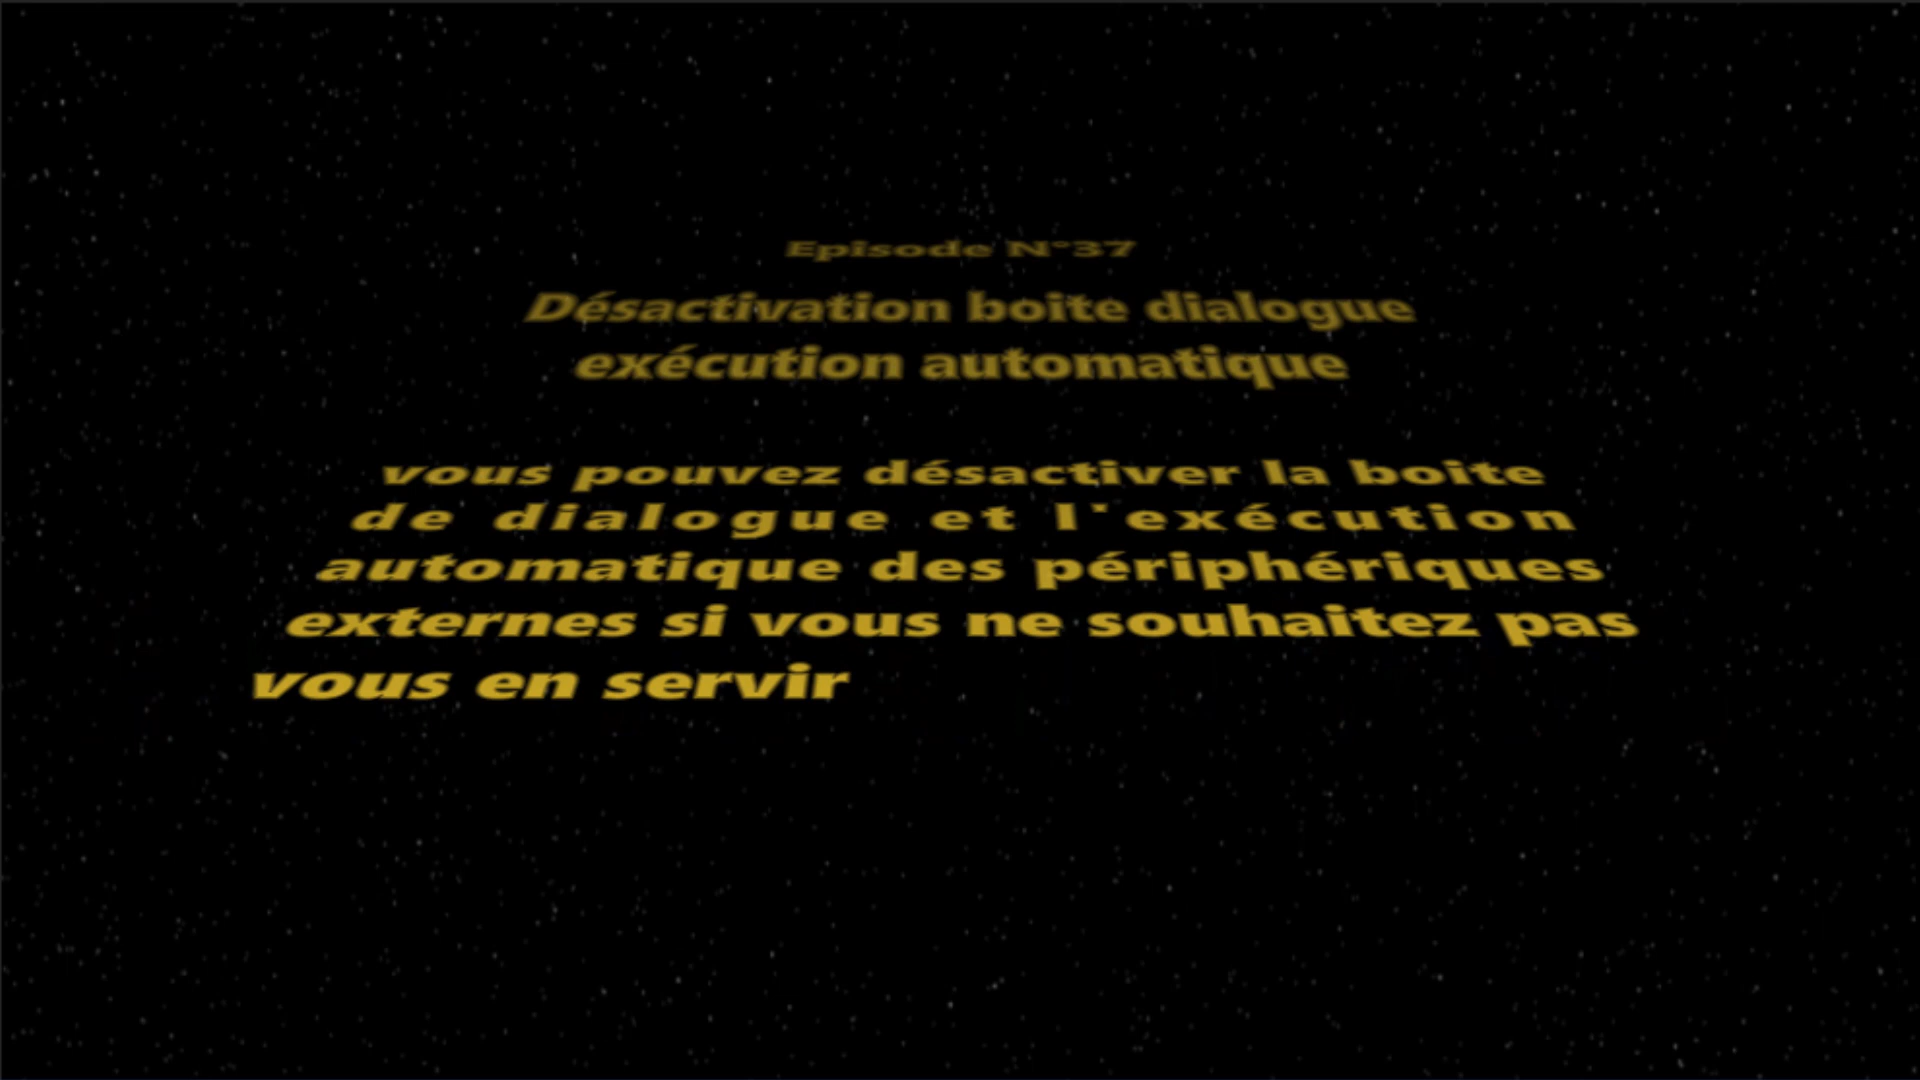 Episode N°37
Désactivation boite dialogue
exécution automatique
vous pouvez désactiver la boite
de dialogue et l'exécution
automatique des périphériques
externes si vous ne souhaitez pas
vous en servir